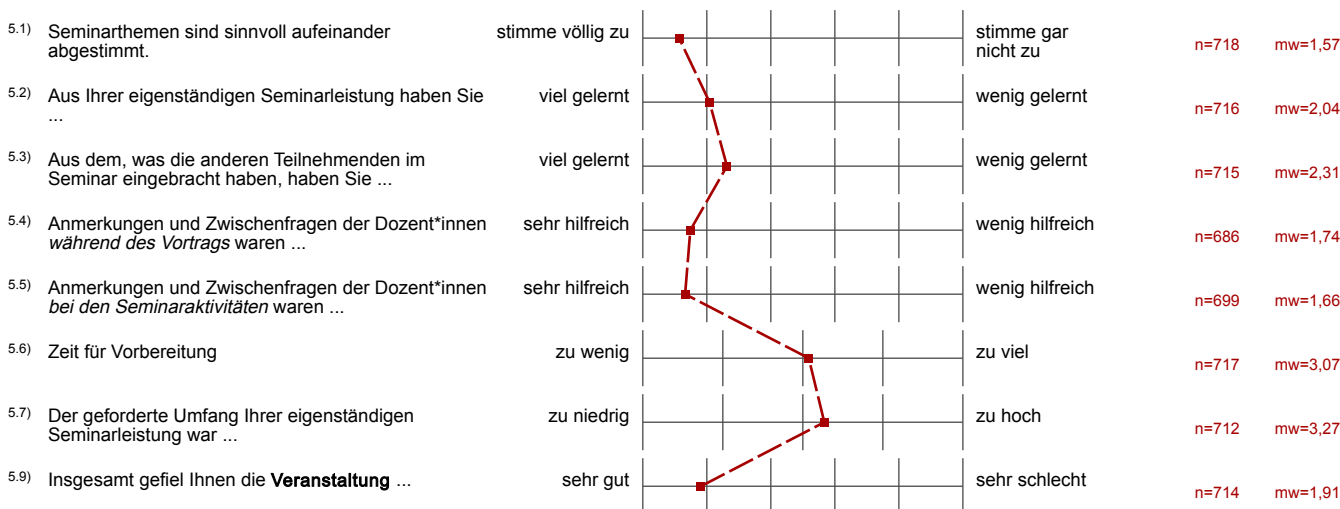 5.1) Seminarthemen sind sinnvoll aufeinander abgestimmt. stimme völlig zu stimme gar nicht zu n=718 mw=1,57
5.2) Aus Ihrer eigenständigen Seminarleistung haben Sie ... viel gelernt wenig gelernt n=716 mw=2,04
5.3) Aus dem, was die anderen Teilnehmenden im Seminar eingebracht haben, haben Sie ... viel gelernt wenig gelernt n=715 mw=2,31
5.4) Anmerkungen und Zwischenfragen der Dozent*innen während des Vortrags waren ... sehr hilfreich wenig hilfreich n=686 mw=1,74
5.5) Anmerkungen und Zwischenfragen der Dozent*innen bei den Seminaraktivitäten waren ... sehr hilfreich wenig hilfreich n=699 mw=1,66
5.6) Zeit für Vorbereitung zu wenig zu viel n=717 mw=3,07
5.7) Der geforderte Umfang Ihrer eigenständigen Seminarleistung war ... zu niedrig zu hoch n=712 mw=3,27
5.9) Insgesamt gefiel Ihnen die Veranstaltung ... sehr gut sehr schlecht n=714 mw=1,91